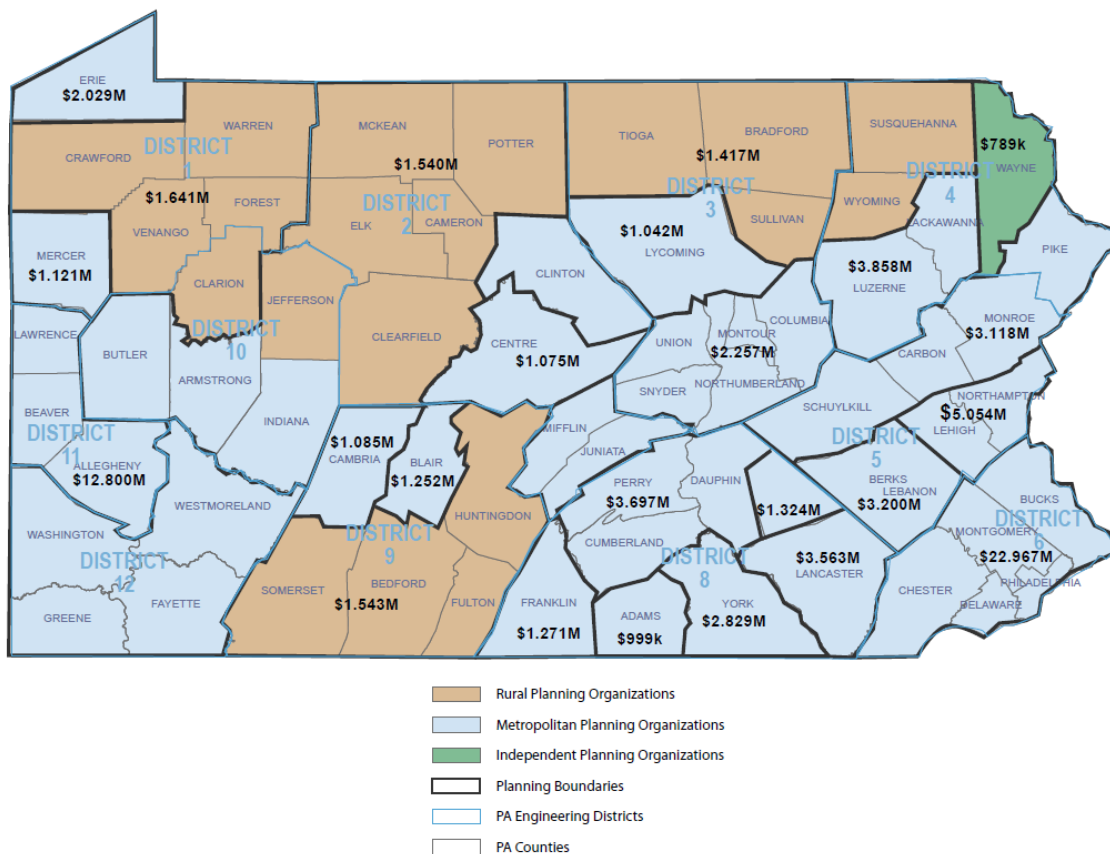 ERIE
$2.029M
WARREN
MCKEAN
POTTER
TIOGA
BRADFORD
SUSQUEHANNA
$789k
WAYNE
CRAWFORD
DISTRICT
1
$1.540M
$1.417M
DISTRICT
3
DISTRICT
4
$1.641M
FOREST
DISTRICT
2
CAMERON
ELK
VENANGO
SULLIVAN
WYOMING
LACKAWANNA
MERCER
$1.121M
CLARION
JEFFERSON
CLINTON
$1.042M
LYCOMING
$3.858M
LUZERNE
PIKE
LAWRENCE
BUTLER
DISTRICT
10
CLEARFIELD
CENTRE
$1.075M
UNION
MONTOUR
COLUMBIA
$2.257M
MONROE
$3.118M
CARBON
ARMSTRONG
SNYDER
NORTHUMBERLAND
NORTHAMPTON
$5.054M
LEHIGH
SCHUYLKILL
BEAVER
DISTRICT
11
ALLEGHENY
$12.800M
INDIANA
$1.085M
CAMBRIA
BLAIR
$1.252M
MIFFLIN
JUNIATA
DISTRICT
5
PERRY
$3.697M
DAUPHIN
BERKS
LEBANON
$3.200M
$1.324M
BUCKS
WESTMORELAND
WASHINGTON
HUNTINGDON
CUMBERLAND
MONTGOMERY
DISTRICT
6
$22.967M
DISTRICT
12
DISTRICT
9
DISTRICT
8
$3.563M
LANCASTER
PHILADELPHIA
CHESTER
DELAWARE
GREENE
FAYETTE
SOMERSET
BEDFORD
$1.543M
FULTON
FRANKLIN
$1.271M
ADAMS
$999k
YORK
$2.829M
Rural Planning Organizations
Metropolitan Planning Organizations
Independent Planning Organizations
Planning Boundaries
PA Engineering Districts
PA Counties